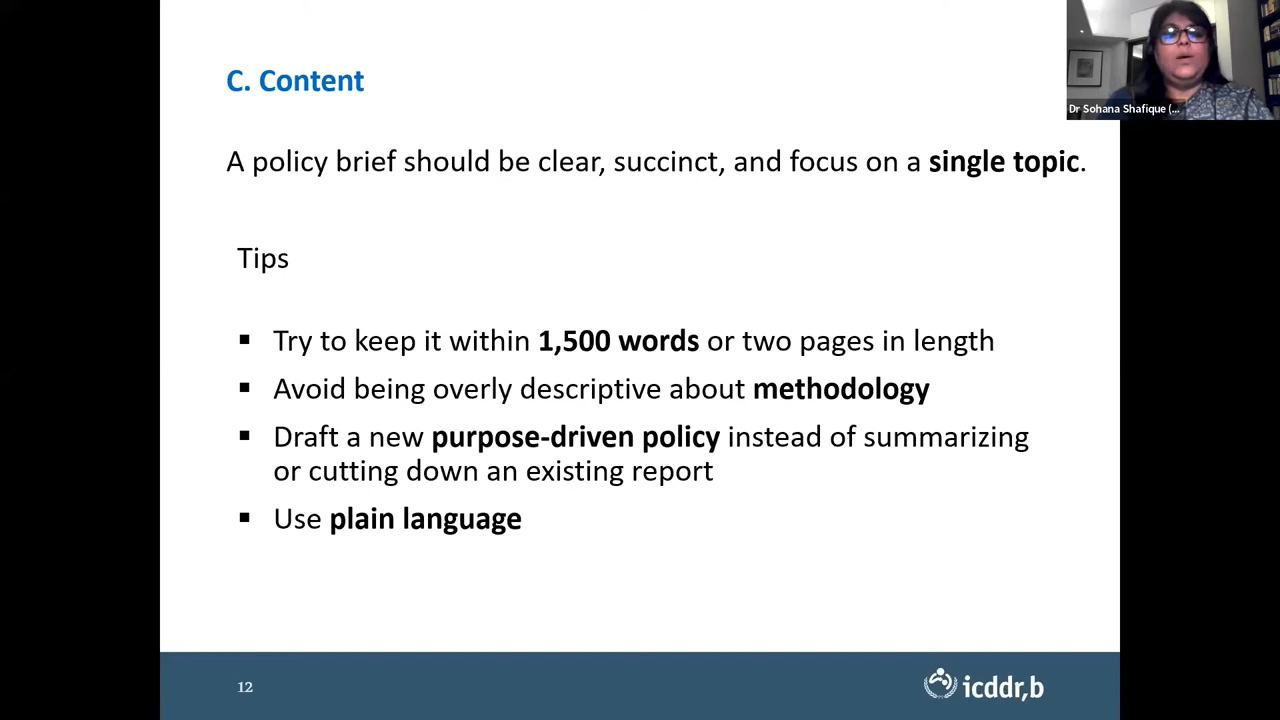 C. Content
Dr Sohana Shafique (...
A policy brief should be clear, succinct, and focus on a single topic.
Tips
▪ Try to keep it within 1,500 words or two pages in length
▪ Avoid being overly descriptive about methodology
▪ Draft a new purpose-driven policy instead of summarizing
or cutting down an existing report
▪ Use plain language
12
icddr,b